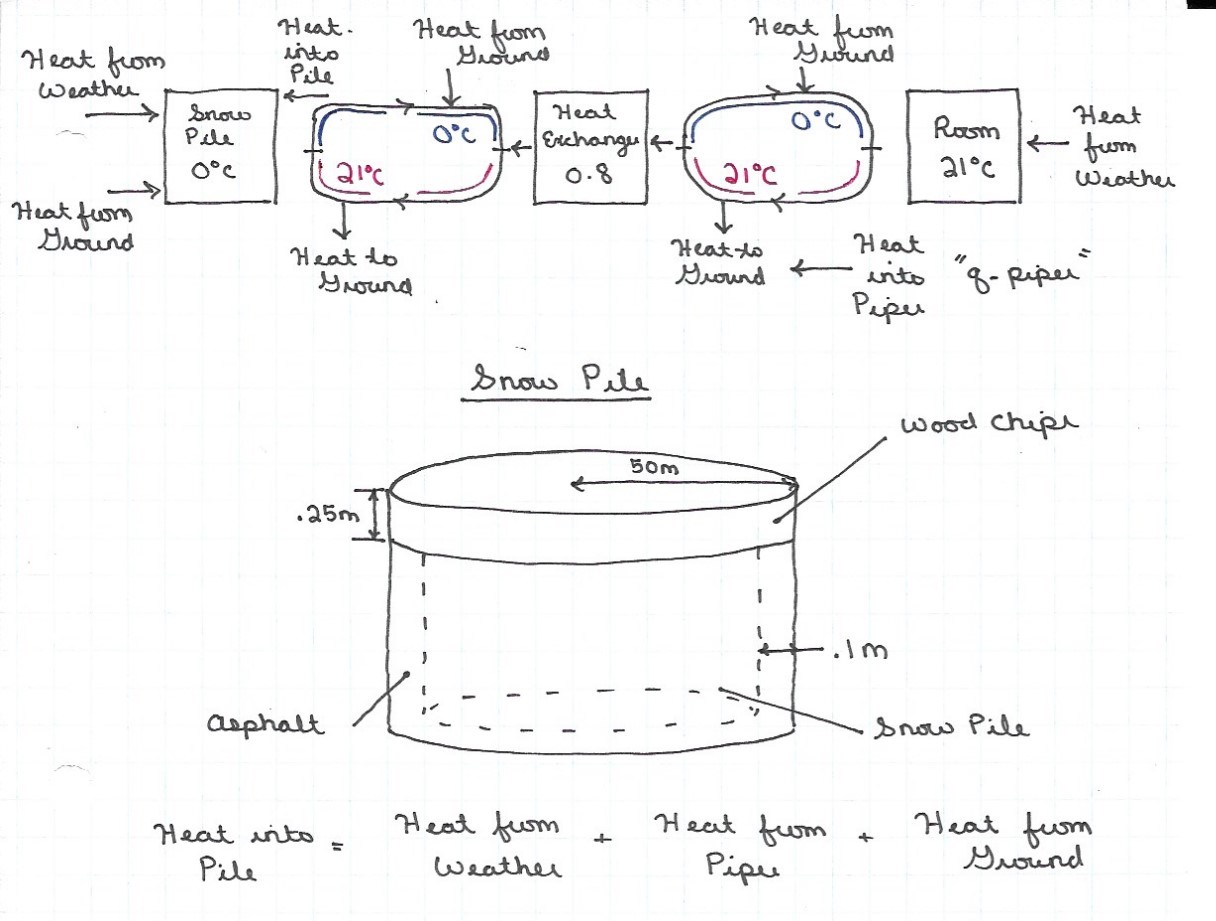 Heat from
Weather
Heat
into
Pile
Heat from
Ground
Heat from
Ground
Snow
Pile
0°C
0°C
21°C
Heat
Exchanger
0.8
0°C
21°C
Room
21°C
Heat
from
Weather
Heat from
Ground
Heat to
Ground
Heat to
Ground
Heat
into
Pipes
"q-pipes"
Snow Pile
Wood Chips
50m
.25m
.1m
asphalt
Snow Pile
Heat into
Pile
=
Heat from
Weather
+
Heat from
Pipes
+
Heat from
Ground